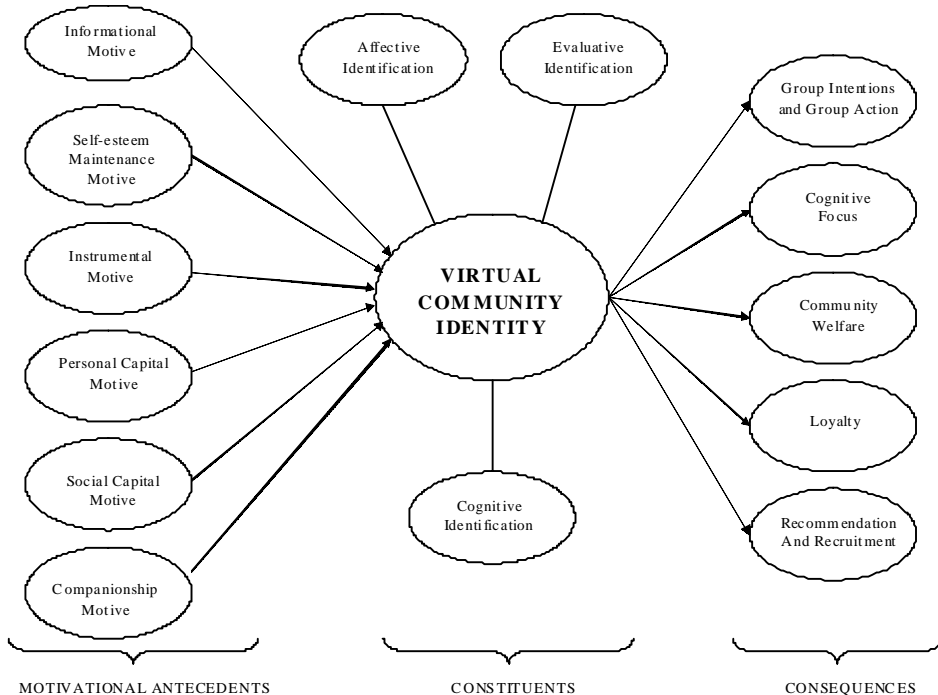 Informational
Motive
Self-esteem
Maintenance
Motive
Instrumental
Motive
Personal Capital
Motive
Social Capital
Motive
Companionship
Motive
MOTIVATIONAL ANTECEDENTS
Affective
Identification
Evaluative
Identification
VIRTUAL
COMMUNITY
IDENTITY
Cognitive
Identification
CONSTITUENTS
Group Intentions
and Group Action
Cognitive
Focus
Community
Welfare
Loyalty
Recommendation
And Recruitment
CONSEQUENCES